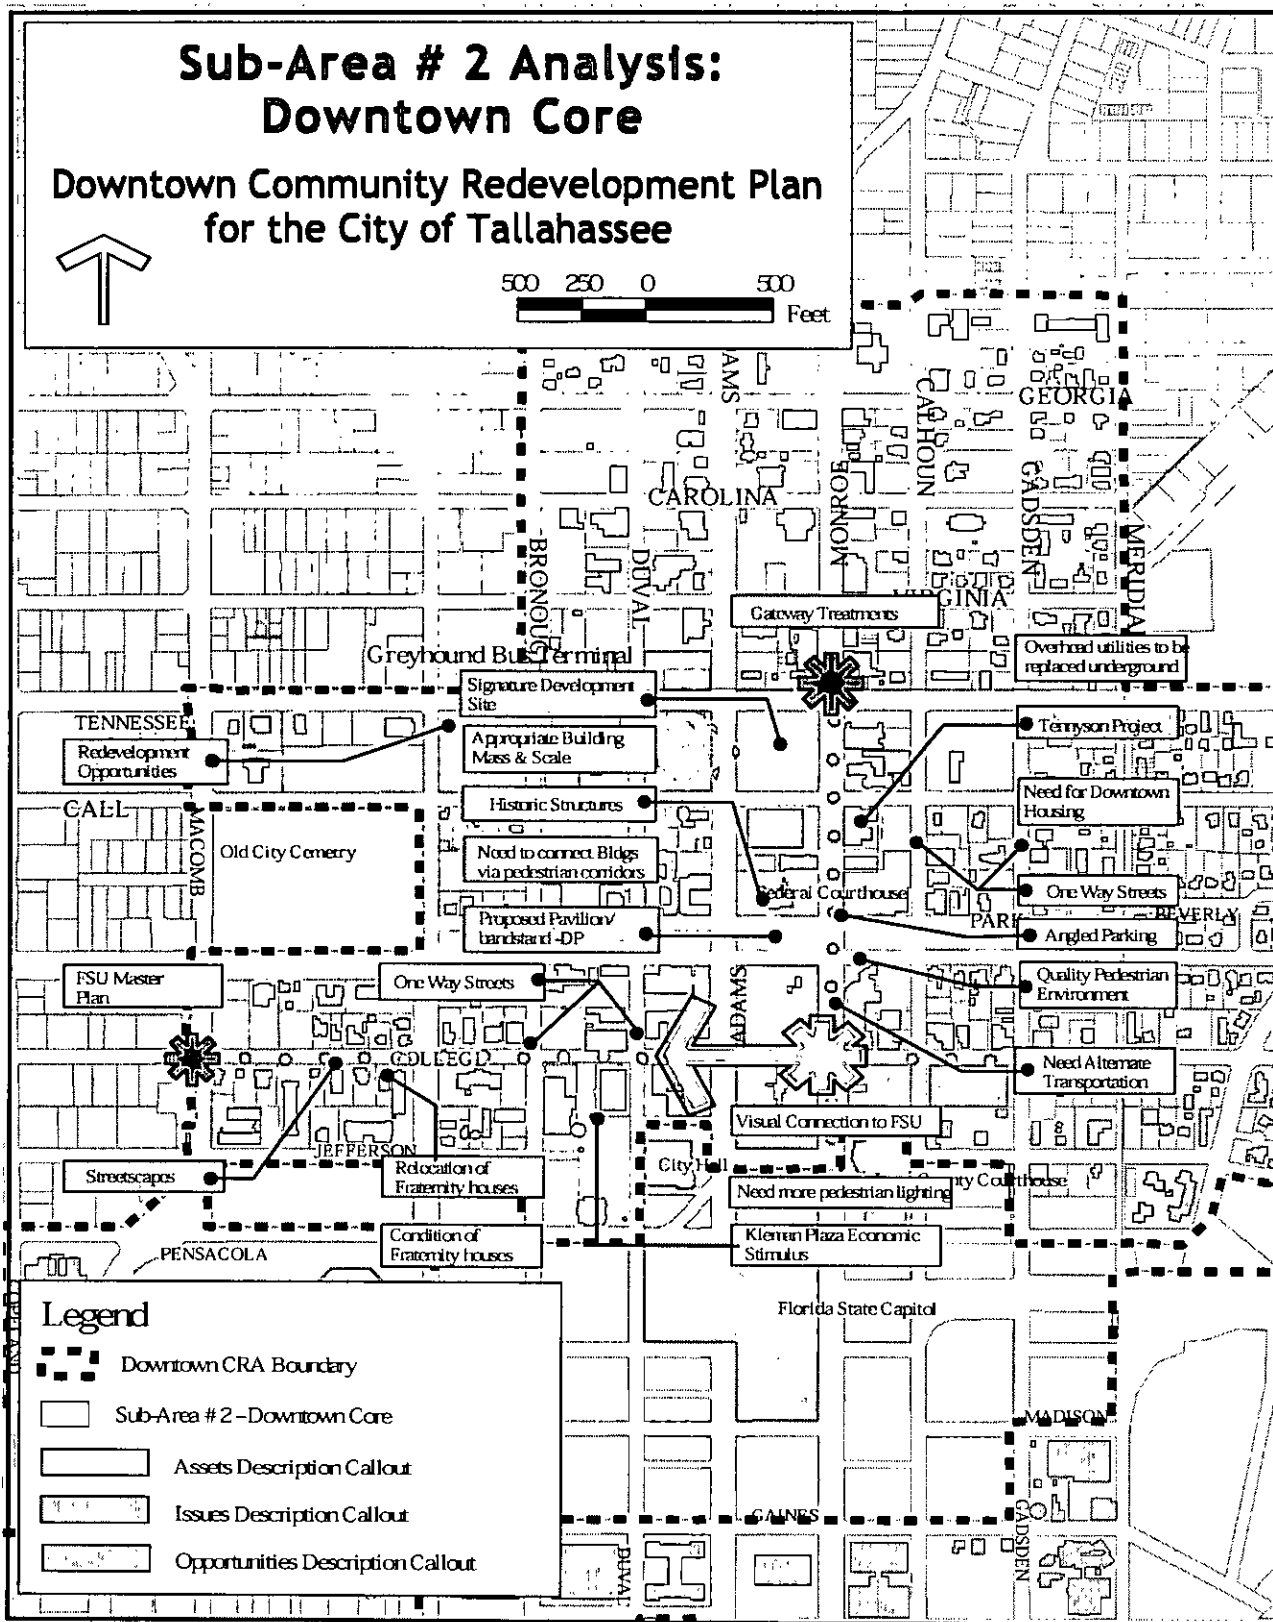 Sub-Area # 2 Analysis:
Downtown Core
Downtown Community Redevelopment Plan
for the City of Tallahassee
500 250 0 500
Feet
AMS
CALHOUN
GEORGIA
CAROLINA
MONROE
GADSDEN
BRONOUG
DUVAL
MERIDIA
VIRGINIA
Gateway Treatments
Overhead utilities to be
replaced underground
Greyhound Bus Terminal
Signature Development
Site
TENNESSEE
Redevelopment
Opportunities
Appropriate Building
Mass & Scale
Tennyson Project
Historic Structures
Need for Downtown
Housing
CALL
MACOMB
Old City Cemetry
Need to connect Bldgs
via pedestrian corridors
Federal Courthouse
One Way Streets
Proposed Pavilion/
bandstand -DP
PARK
BEVERLY
Angled Parking
FSU Master
Plan
One Way Streets
ADAMS
Quality Pedestrian
Environment
COLLEGE
Need Alternate
Transportation
Visual Connection to FSU
JEFFERSON
City Hall
Streetscapes
Relocation of
Fraternity houses
Need more pedestrian lighting
nty Courthouse
Condition of
Fraternity houses
Kleman Plaza Economic
Stimulus
PENSACOLA
Florida State Capitol
COPELAND
Legend
Downtown CRA Boundary
Sub-Area # 2 - Downtown Core
Assets Description Callout
Issues Description Callout
Opportunities Description Callout
MADISON
GAINES
GADSDEN
DUVAL